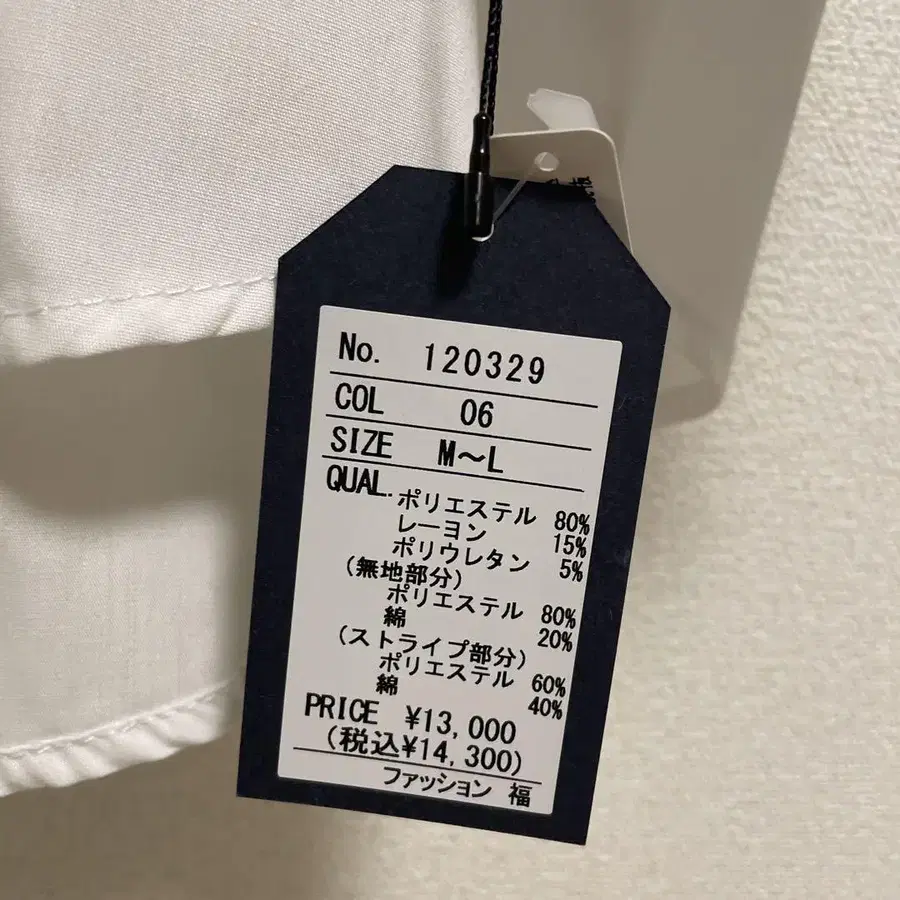 No. 120329
COL 06
SIZE M～L
QUAL. ポリエステル 80%
レーヨン 15%
ポリウレタン 5%
(無地部分)
ポリエステル 80%
綿 20%
(ストライプ部分)
ポリエステル 60%
綿 40%
PRICE ¥13,000
(税込¥14,300)
ファッション 福